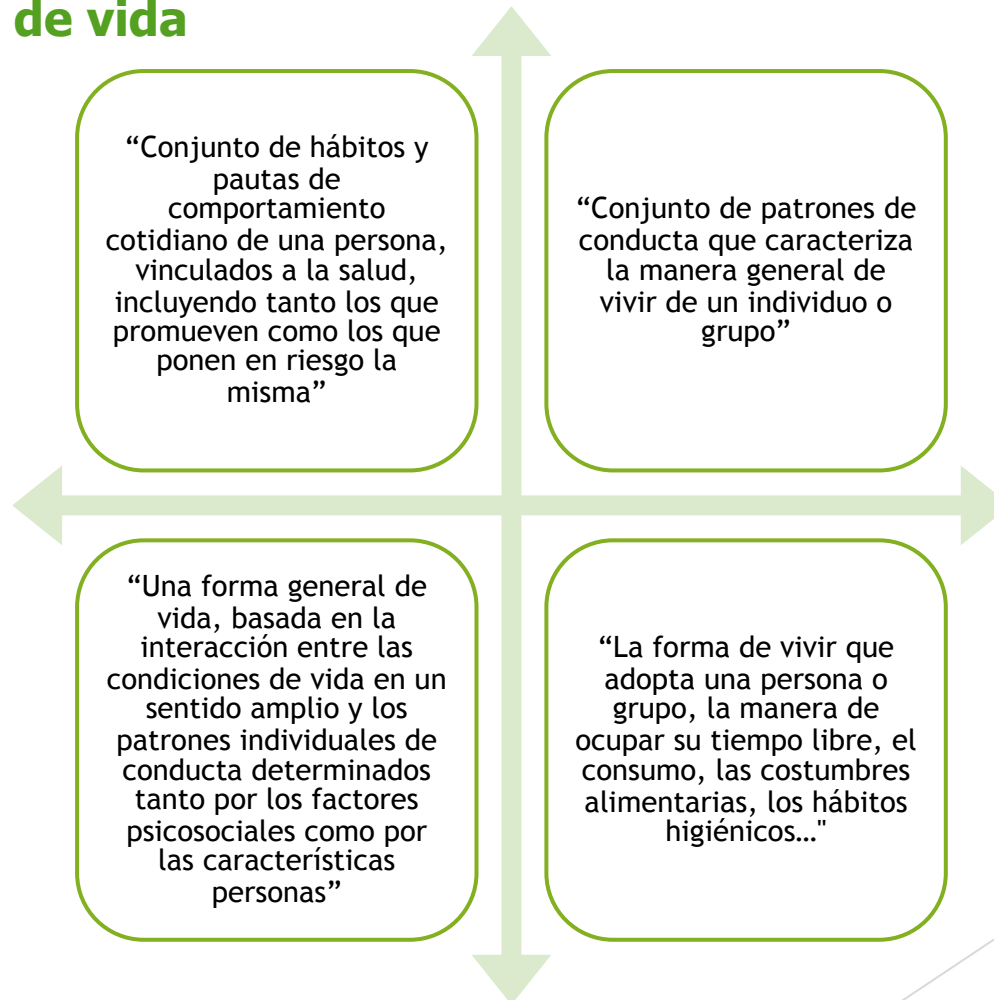 de vida
“Conjunto de hábitos y
pautas de
comportamiento
cotidiano de una persona,
vinculados a la salud,
incluyendo tanto los que
promueven como los que
ponen en riesgo la
misma”
“Conjunto de patrones de
conducta que caracteriza
la manera general de
vivir de un individuo o
grupo”
“Una forma general de
vida, basada en la
interacción entre las
condiciones de vida en un
sentido amplio y los
patrones individuales de
conducta determinados
tanto por los factores
psicosociales como por
las características
personas”
“La forma de vivir que
adopta una persona o
grupo, la manera de
ocupar su tiempo libre, el
consumo, las costumbres
alimentarias, los hábitos
higiénicos…"